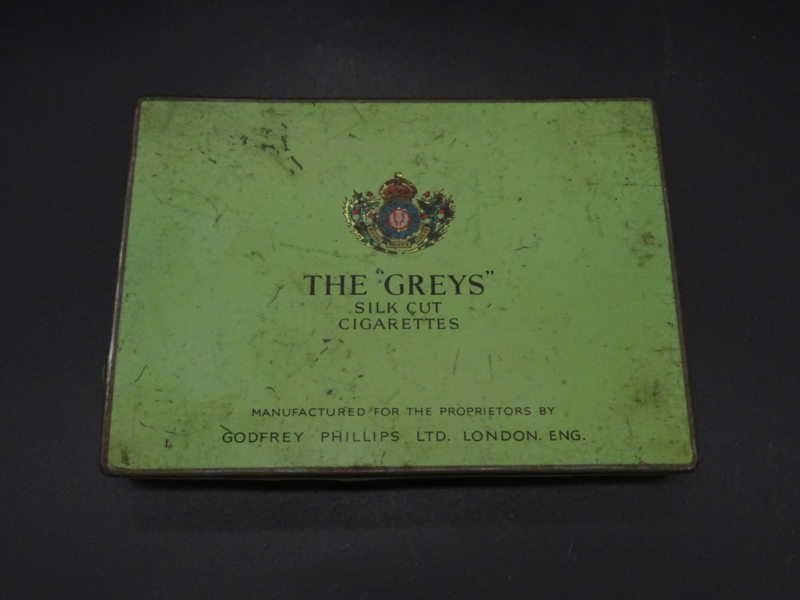 THE "GREYS"
SILK CUT
CIGARETTES
MANUFACTURED FOR THE PROPRIETORS BY
GODFREY PHILLIPS LTD. LONDON. ENG.